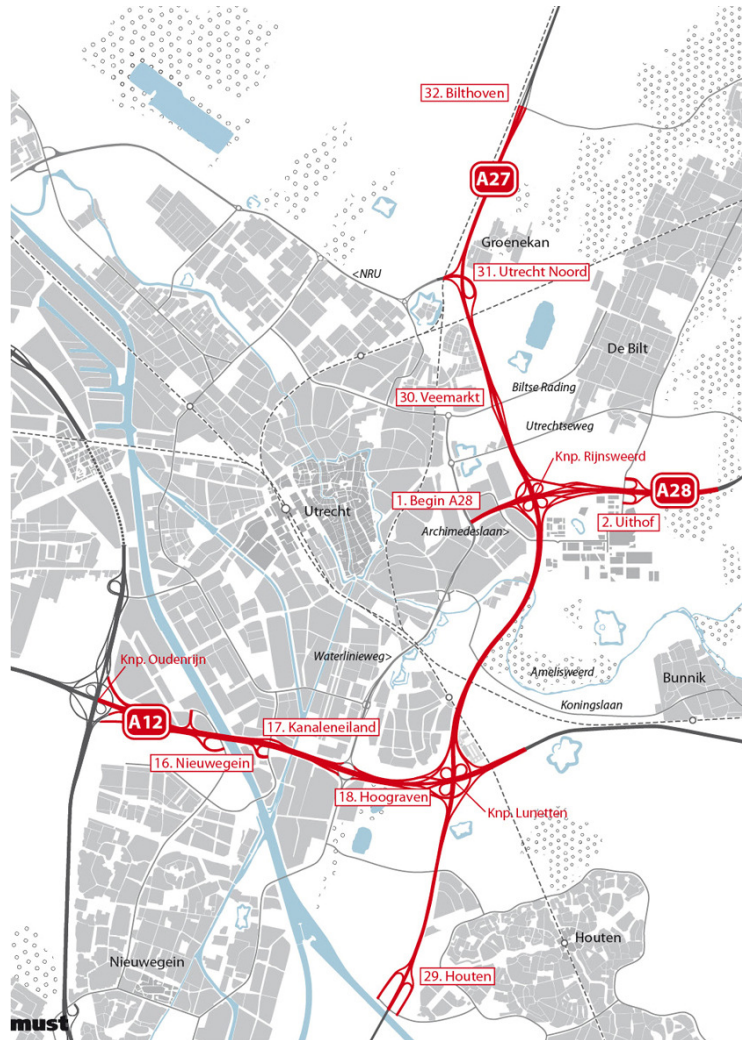 32. Bilthoven
A27
Groenekan
<NRU
31. Utrecht Noord
De Bilt
Biltse Rading
30. Veemarkt
Utrechtseweg
Knp. Rijnsweerd
1. Begin A28
A28
Utrecht
2. Uithof
Archimedeslaan>
Waterlinieweg>
Knp. Oudenrijn
Amelisweerd
Bunnik
Koningslaan
A12
17. Kanaleneiland
16. Nieuwegein
18. Hoograven
Knp. Lunetten
Houten
Nieuwegein
29. Houten
must